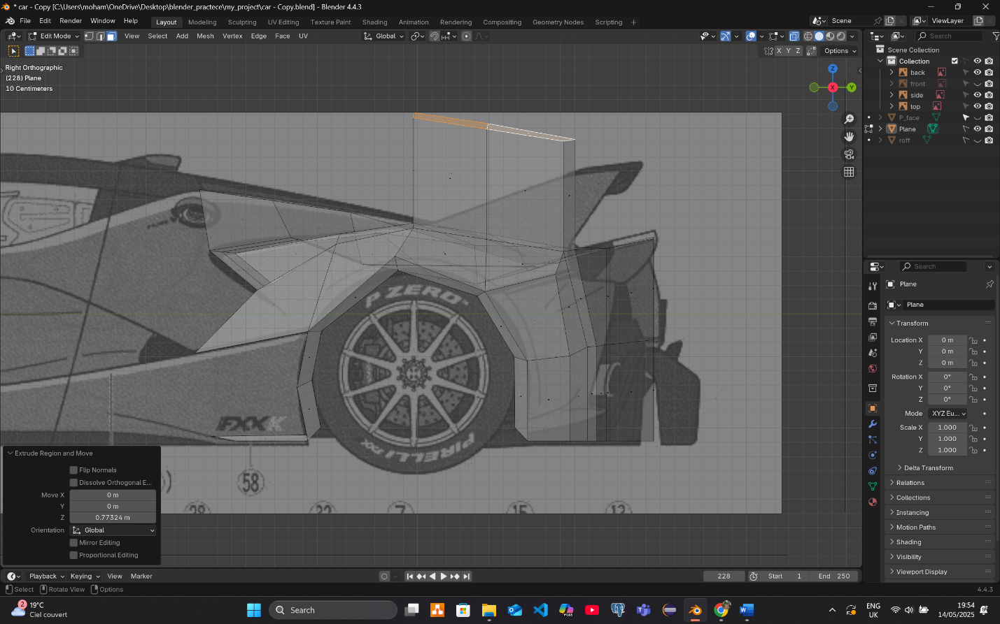 * car - Copy [C:\Users\moham\OneDrive\Desktop\blender_practece\my_project\car - Copy.blend] - Blender 4.4.3
File Edit Render Window Help
Layout Modeling Sculpting UV Editing Texture Paint Shading Animation Rendering Compositing Geometry Nodes Scripting +
Scene
ViewLayer
Edit Mode View Select Add Mesh Vertex Edge Face UV
Global
Search
X Y Z Options
Right Orthographic
(228) Plane
10 Centimeters
Z
X Y
Scene Collection
Collection
back
front
side
top
P_face
Plane
roff
Search
Plane
Plane
Transform
Location X 0 m
Y 0 m
Z 0 m
Rotation X 0°
Y 0°
Z 0°
Mode XYZ Eu...
Scale X 1.000
Y 1.000
Z 1.000
Delta Transform
Relations
Collections
Instancing
Motion Paths
Shading
Visibility
Viewport Display
P ZERO
PIRELLI
FXX K
58
7
15
Extrude Region and Move
Flip Normals
Dissolve Orthogonal E...
Move X 0 m
Y 0 m
Z 0.77324 m
Orientation Global
Mirror Editing
Proportional Editing
Playback Keying View Marker
228 Start 1 End 250
Select Rotate View Options
4.4.3
2
19°C
Ciel couvert
Search
M365
ENG
UK
19:54
14/05/2025